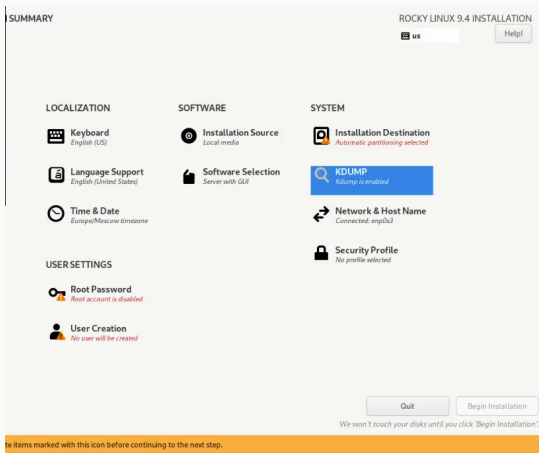 SUMMARY
ROCKY LINUX 9.4 INSTALLATION
us
Help!
LOCALIZATION
Keyboard
English (US)
Language Support
English (United States)
Time & Date
Europe/Moscow timezone
SOFTWARE
Installation Source
Local media
Software Selection
Server with GUI
SYSTEM
Installation Destination
Automatic partitioning selected
KDUMP
Kdump is enabled
Network & Host Name
Connected: enp0s3
Security Profile
No profile selected
USER SETTINGS
Root Password
Root account is disabled
User Creation
No user will be created
Quit
Begin Installation
We won't touch your disks until you click 'Begin Installation'.
te items marked with this icon before continuing to the next step.